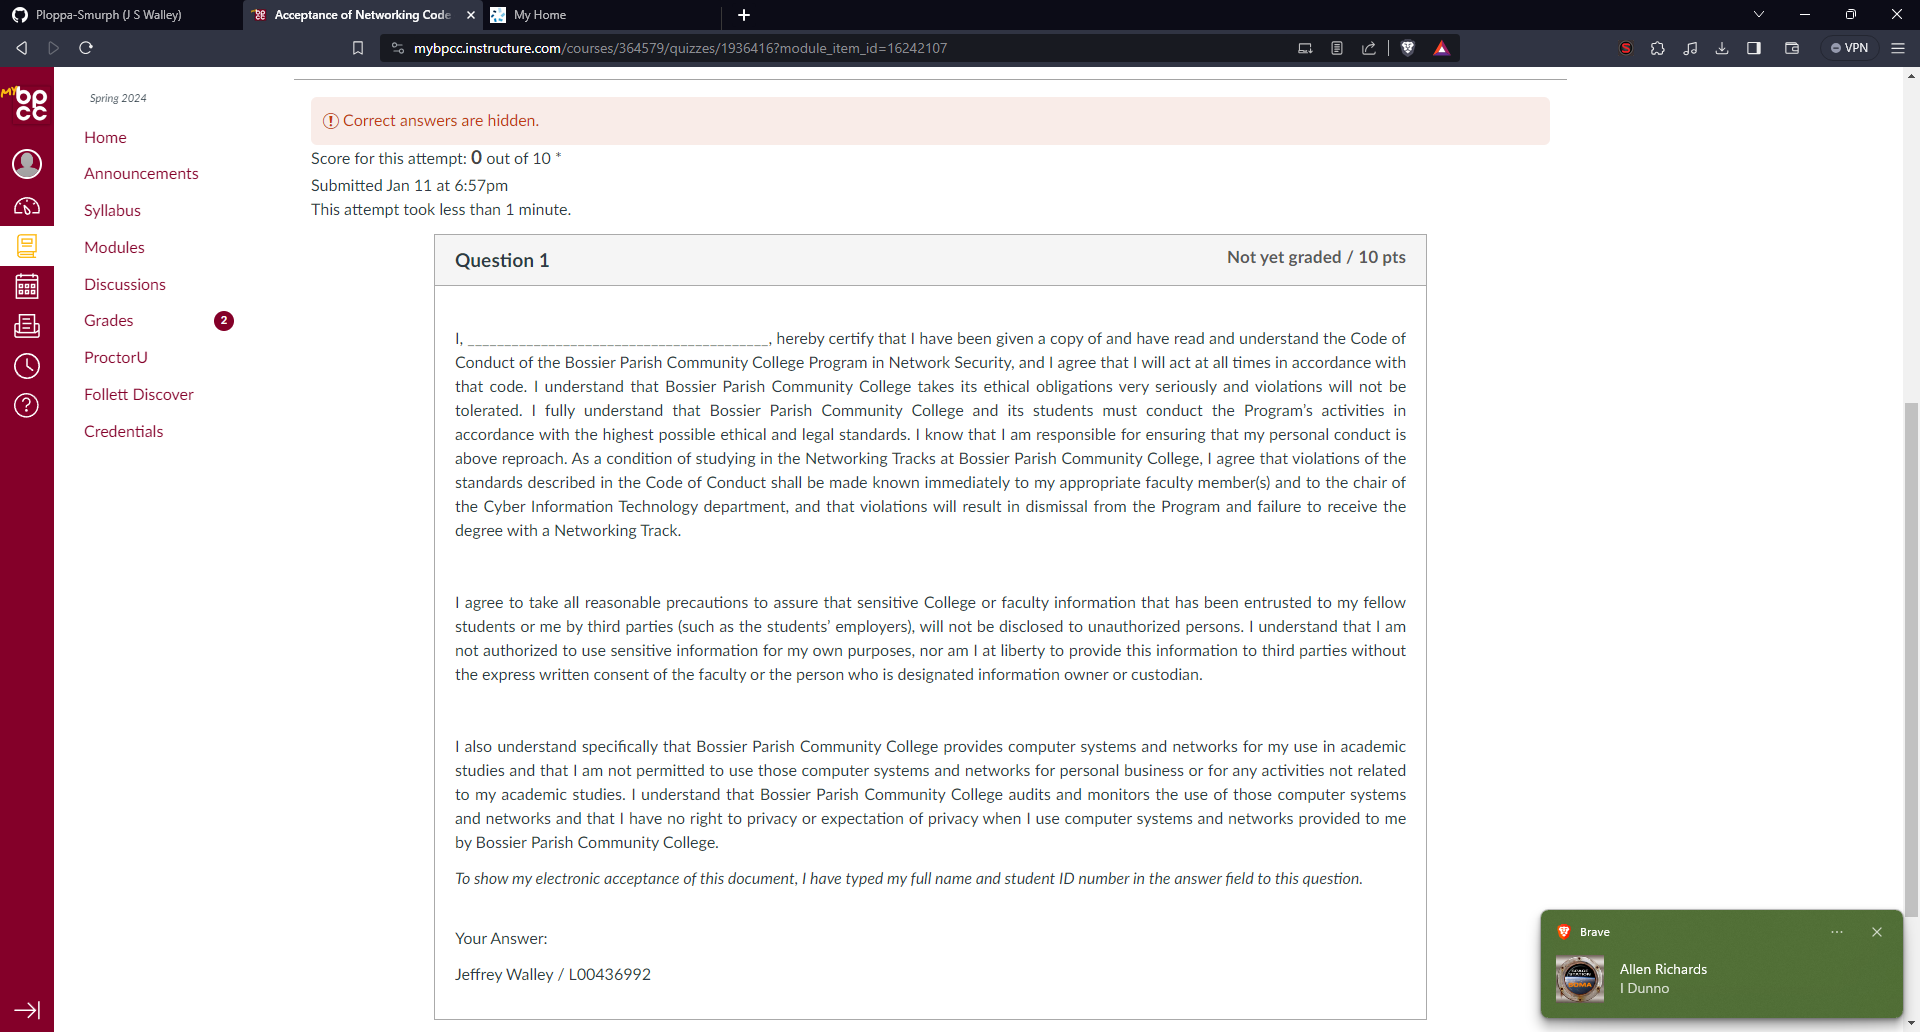 Ploppa-Smurph (J S Walley)
Acceptance of Networking Code
My Home
mybpcc.instructure.com/courses/364579/quizzes/1936416?module_item_id=16242107
VPN
MY bp cc
Spring 2024
Home
Announcements
Syllabus
Modules
Discussions
Grades 2
ProctorU
Follett Discover
Credentials
Correct answers are hidden.
Score for this attempt: 0 out of 10 *
Submitted Jan 11 at 6:57pm
This attempt took less than 1 minute.
Question 1
Not yet graded / 10 pts
I, ________________________________________, hereby certify that I have been given a copy of and have read and understand the Code of
Conduct of the Bossier Parish Community College Program in Network Security, and I agree that I will act at all times in accordance with
that code. I understand that Bossier Parish Community College takes its ethical obligations very seriously and violations will not be
tolerated. I fully understand that Bossier Parish Community College and its students must conduct the Program's activities in
accordance with the highest possible ethical and legal standards. I know that I am responsible for ensuring that my personal conduct is
above reproach. As a condition of studying in the Networking Tracks at Bossier Parish Community College, I agree that violations of the
standards described in the Code of Conduct shall be made known immediately to my appropriate faculty member(s) and to the chair of
the Cyber Information Technology department, and that violations will result in dismissal from the Program and failure to receive the
degree with a Networking Track.
I agree to take all reasonable precautions to assure that sensitive College or faculty information that has been entrusted to my fellow
students or me by third parties (such as the students' employers), will not be disclosed to unauthorized persons. I understand that I am
not authorized to use sensitive information for my own purposes, nor am I at liberty to provide this information to third parties without
the express written consent of the faculty or the person who is designated information owner or custodian.
I also understand specifically that Bossier Parish Community College provides computer systems and networks for my use in academic
studies and that I am not permitted to use those computer systems and networks for personal business or for any activities not related
to my academic studies. I understand that Bossier Parish Community College audits and monitors the use of those computer systems
and networks and that I have no right to privacy or expectation of privacy when I use computer systems and networks provided to me
by Bossier Parish Community College.
To show my electronic acceptance of this document, I have typed my full name and student ID number in the answer field to this question.
Your Answer:
Jeffrey Walley / L00436992
Brave
Allen Richards
I Dunno
SOMA